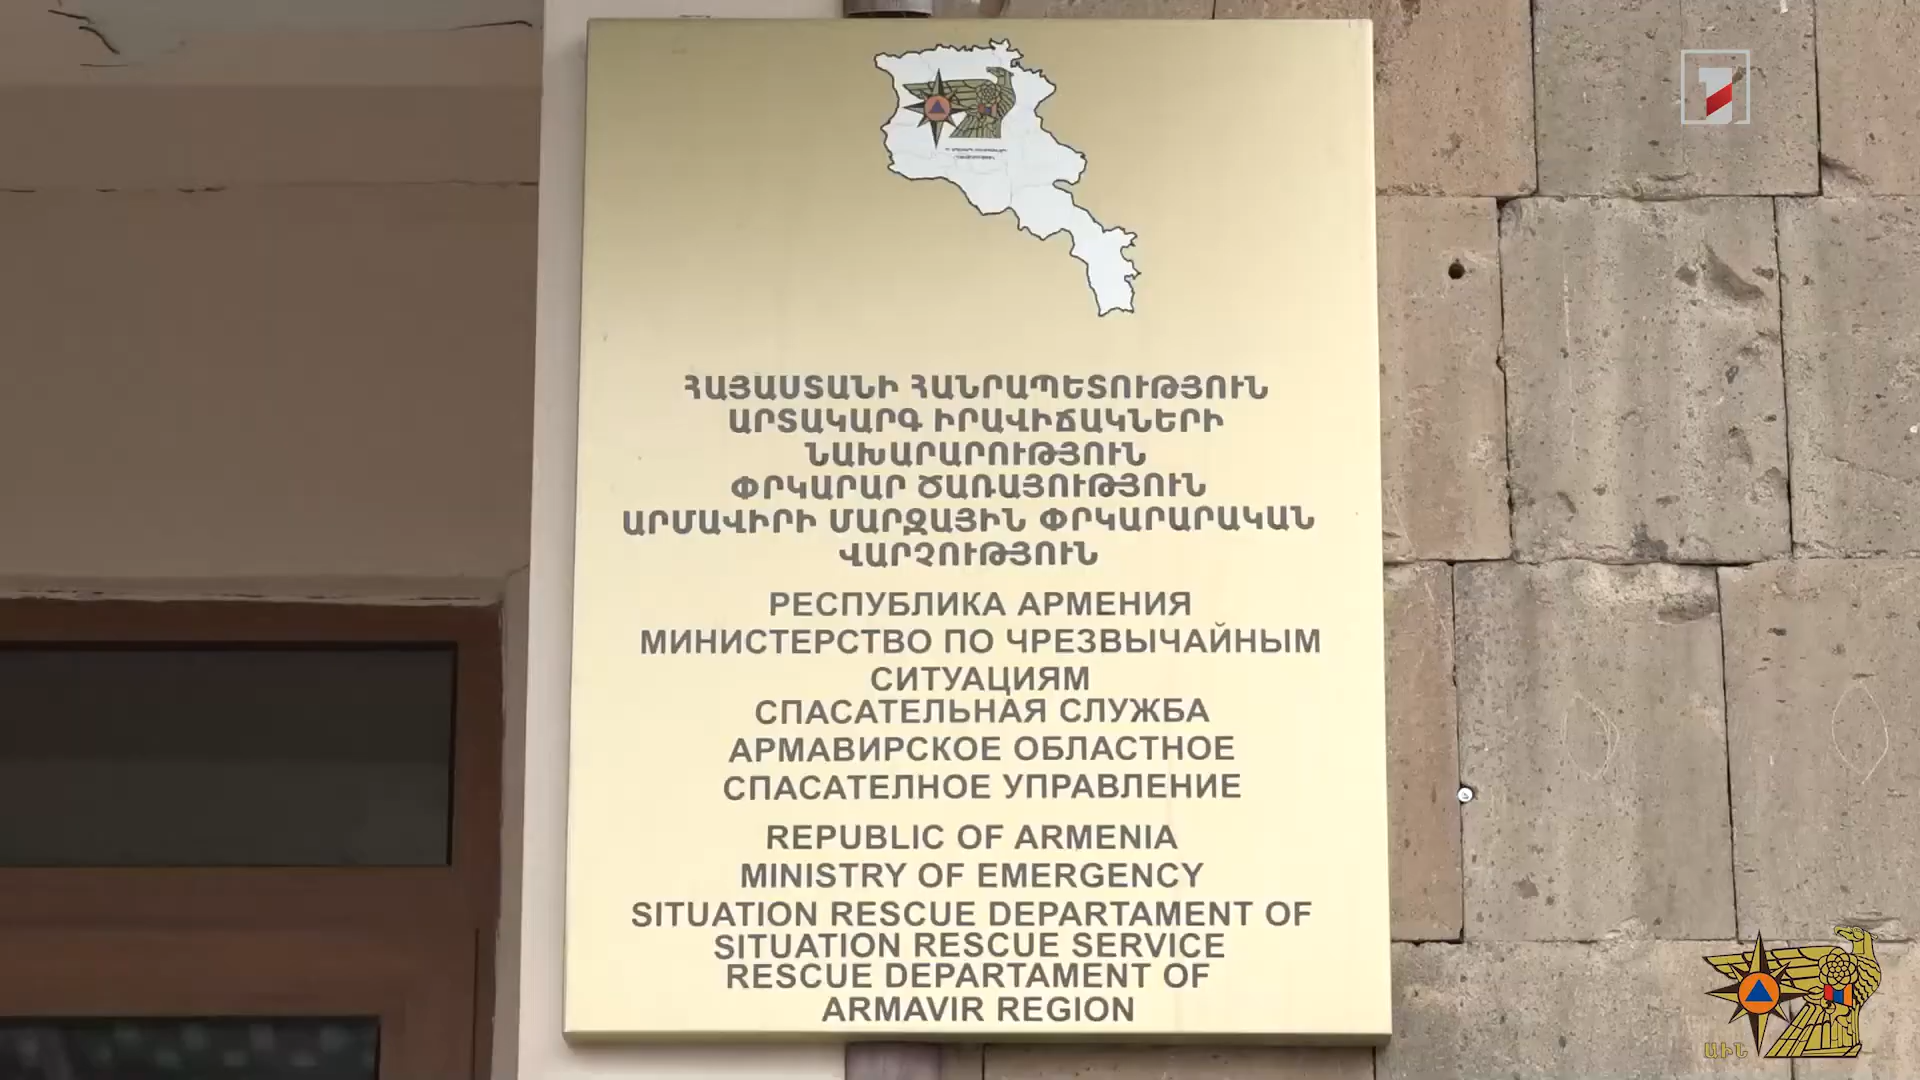 ՀԱՅԱՍՏԱՆԻ ՀԱՆՐԱՊԵՏՈՒԹՅՈՒՆ
ԱՐՏԱԿԱՐԳ ԻՐԱՎԻՃԱԿՆԵՐԻ
ՆԱԽԱՐԱՐՈՒԹՅՈՒՆ
ՓՐԿԱՐԱՐ ԾԱՌԱՅՈՒԹՅՈՒՆ
ԱՐՄԱՎԻՐԻ ՄԱՐԶԱՅԻՆ ՓՐԿԱՐԱՐԱԿԱՆ
ՎԱՐՉՈՒԹՅՈՒՆ
РЕСПУБЛИКА АРМЕНИЯ
МИНИСТЕРСТВО ПО ЧРЕЗВЫЧАЙНЫМ
СИТУАЦИЯМ
СПАСАТЕЛЬНАЯ СЛУЖБА
АРМАВИРСКОЕ ОБЛАСТНОЕ
СПАСАТЕЛНОЕ УПРАВЛЕНИЕ
REPUBLIC OF ARMENIA
MINISTRY OF EMERGENCY
SITUATION RESCUE DEPARTAMENT OF
SITUATION RESCUE SERVICE
RESCUE DEPARTAMENT OF
ARMAVIR REGION
ԱԻՆ